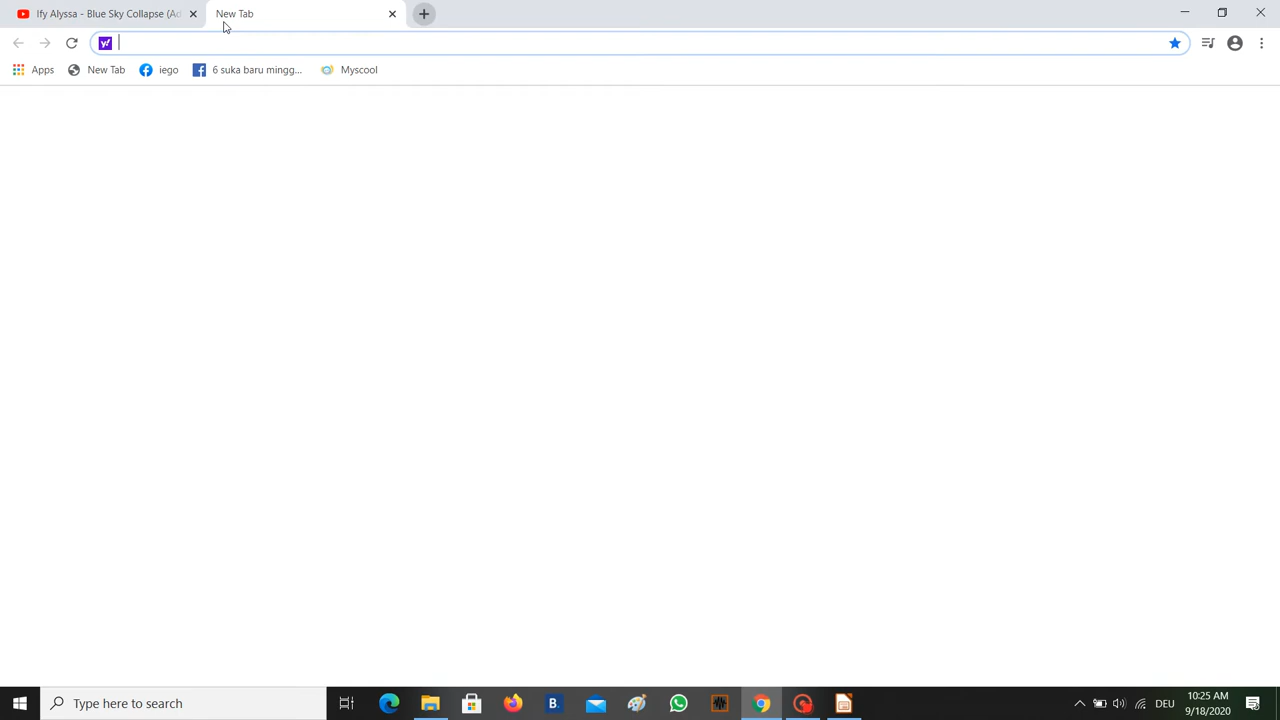 Ify Alyssa - Blue Sky Collapse (Ad
New Tab
Apps
New Tab
iego
6 suka baru mingg...
Myscool
Type here to search
B
DEU
10:25 AM
9/18/2020